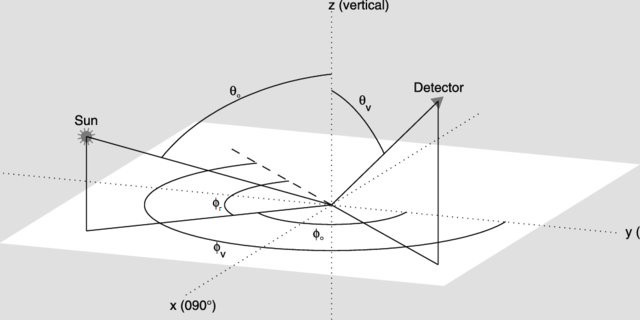 z (vertical)
θₒ
θᵥ
Detector
Sun
ϕᵣ
ϕₒ
ϕᵥ
y (
x (090°)